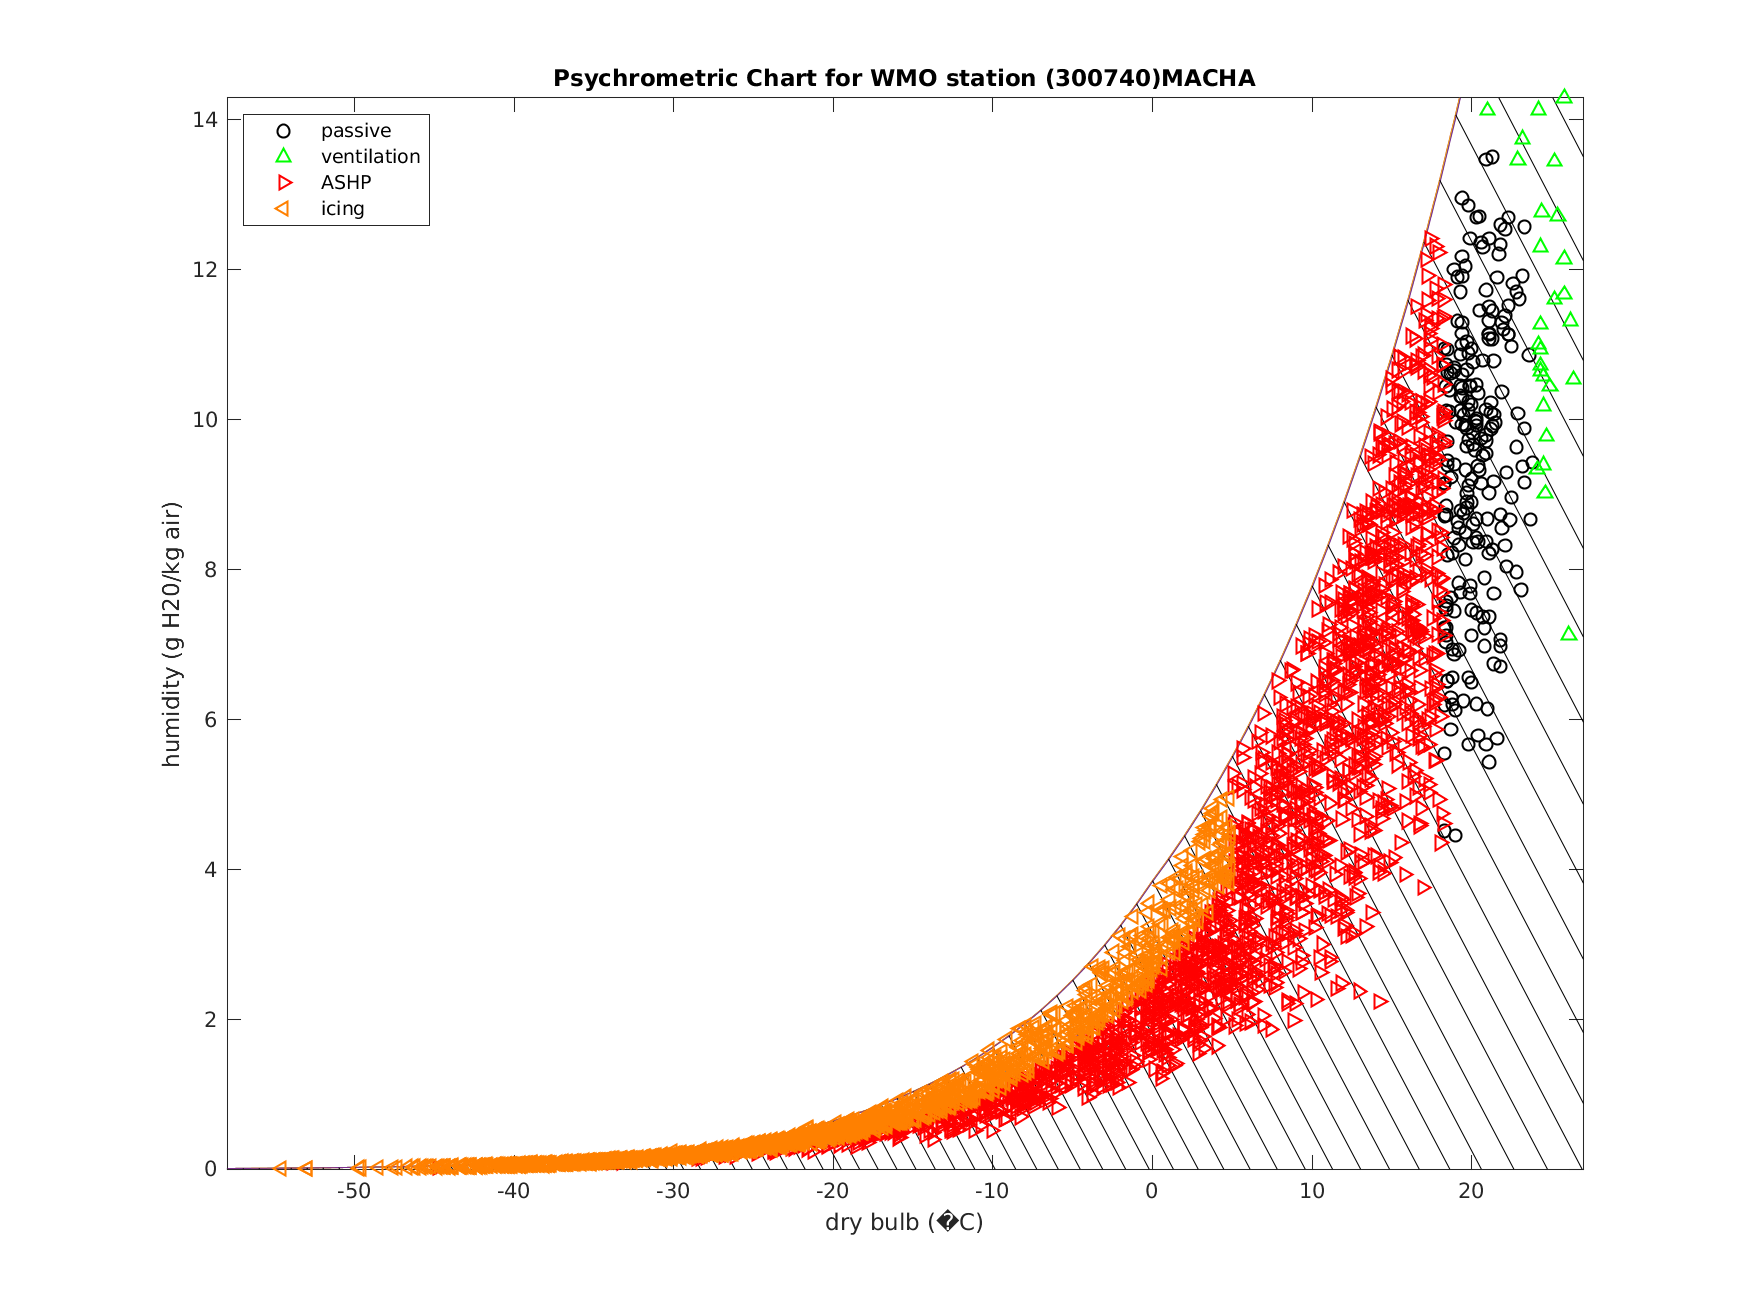 Psychrometric Chart for WMO station (300740)MACHA
passive
ventilation
ASHP
icing
14
12
10
8
6
4
2
0
humidity (g H20/kg air)
-50 -40 -30 -20 -10 0 10 20
dry bulb (�C)